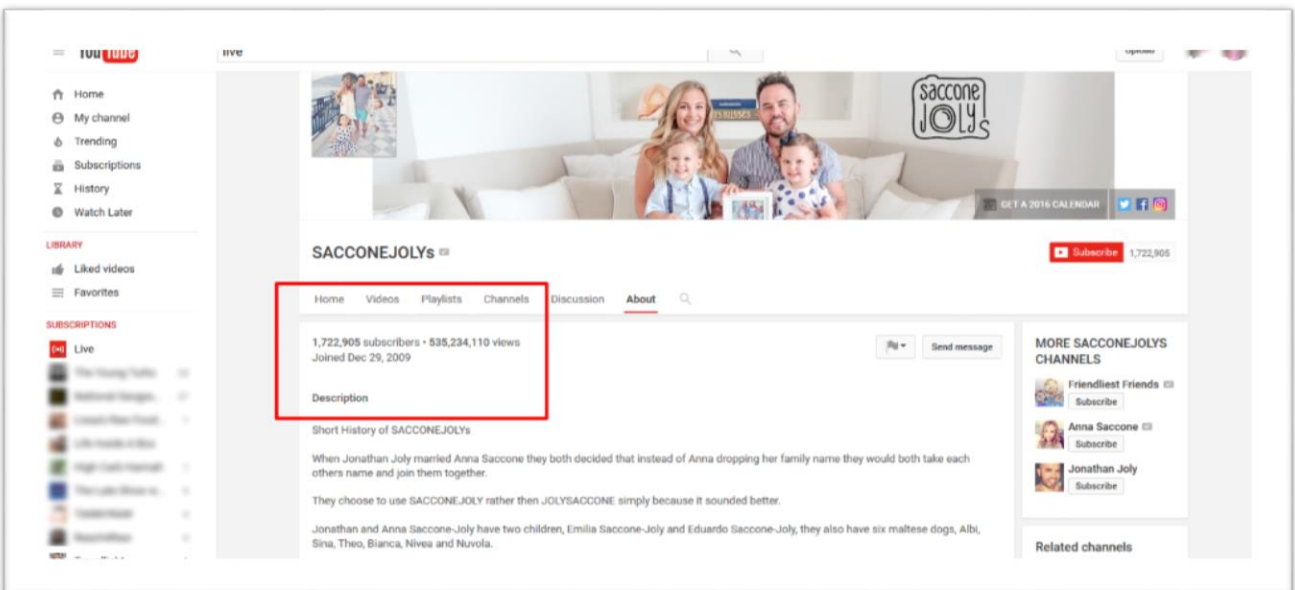 YouTube
live
Upload
Home
My channel
Trending
Subscriptions
History
Watch Later
LIBRARY
Liked videos
Favorites
SUBSCRIPTIONS
Live
saccone
JOLYs
GET A 2016 CALENDAR
SACCONEJOLYs
Subscribe 1,722,905
Home Videos Playlists Channels Discussion About
1,722,905 subscribers • 535,234,110 views
Joined Dec 29, 2009
Send message
Description
Short History of SACCONEJOLYs
When Jonathan Joly married Anna Saccone they both decided that instead of Anna dropping her family name they would both take each
others name and join them together.
They choose to use SACCONEJOLY rather then JOLYSACCONE simply because it sounded better.
Jonathan and Anna Saccone-Joly have two children, Emilia Saccone-Joly and Eduardo Saccone-Joly, they also have six maltese dogs, Albi,
Sina, Theo, Bianca, Nivea and Nuvola.
MORE SACCONEJOLYS
CHANNELS
Friendliest Friends
Subscribe
Anna Saccone
Subscribe
Jonathan Joly
Subscribe
Related channels